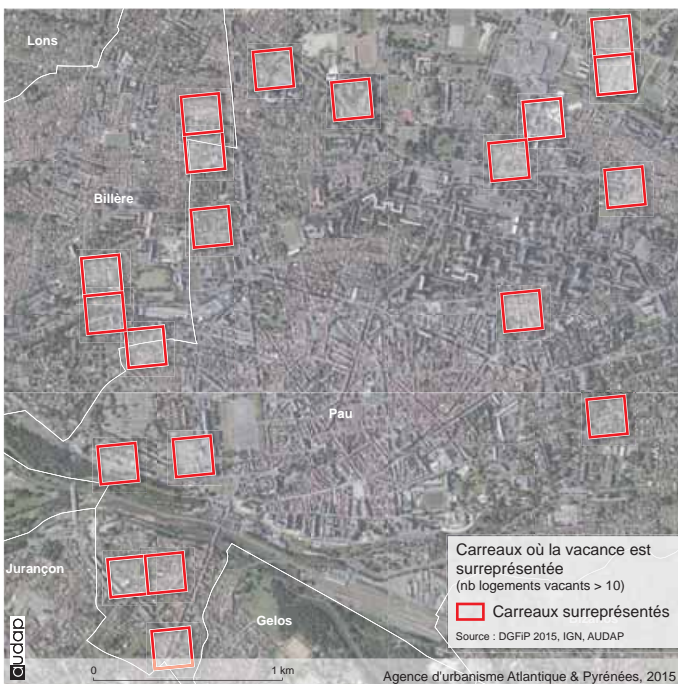 Lons
Billère
Pau
Jurançon
Gelos
Carreaux où la vacance est
surreprésentée
(nb logements vacants > 10)
Carreaux surreprésentés
Source : DGFiP 2015, IGN, AUDAP
audap
0 1 km
Agence d'urbanisme Atlantique & Pyrénées, 2015